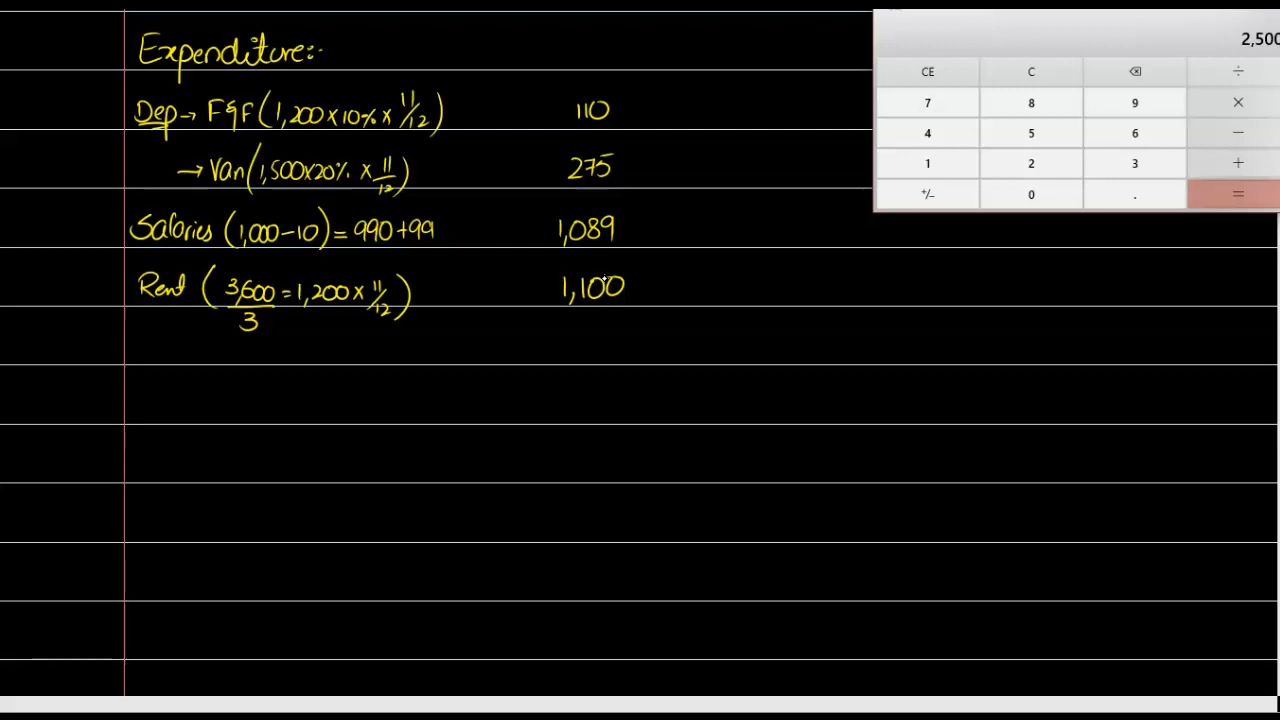 Expenditure:-
Dep → F&F (1,200 × 10% × 11/12) 110
→ Van (1,500×20% × 11/12) 275
Salaries (1,000-10) = 990+99 1,089
Rent (3,600/3 = 1,200 × 11/12) 1,100
2,500
CE C ⌫ ÷
7 8 9 ×
4 5 6 −
1 2 3 +
+/− 0 . =